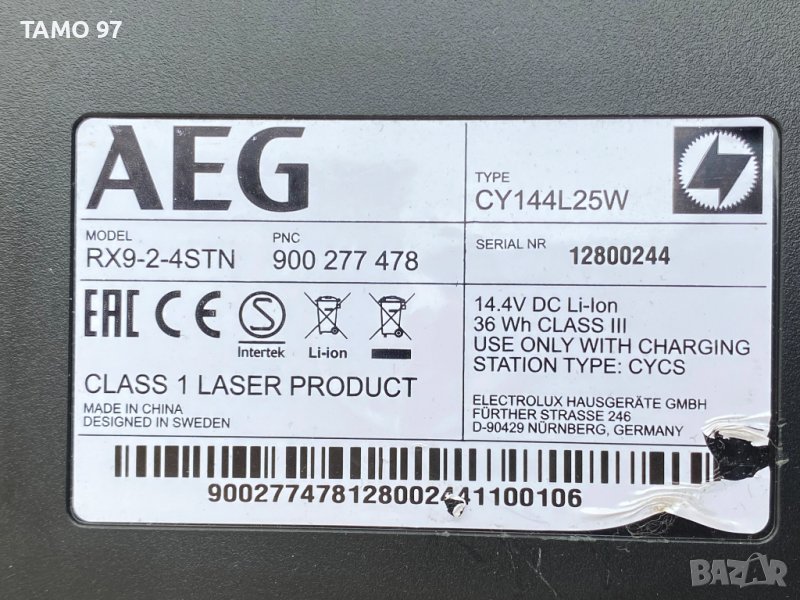 TAMO 97
AEG
TYPE
CY144L25W
MODEL
RX9-2-4STN
PNC
900 277 478
SERIAL NR 12800244
EAC CE S
Intertek
Li-ion
14.4V DC Li-Ion
36 Wh CLASS III
USE ONLY WITH CHARGING
STATION TYPE: CYCS
CLASS 1 LASER PRODUCT
MADE IN CHINA
DESIGNED IN SWEDEN
ELECTROLUX HAUSGERÄTE GMBH
FÜRTHER STRASSE 246
D-90429 NÜRNBERG, GERMANY
900277478128002441100106
BAZAR